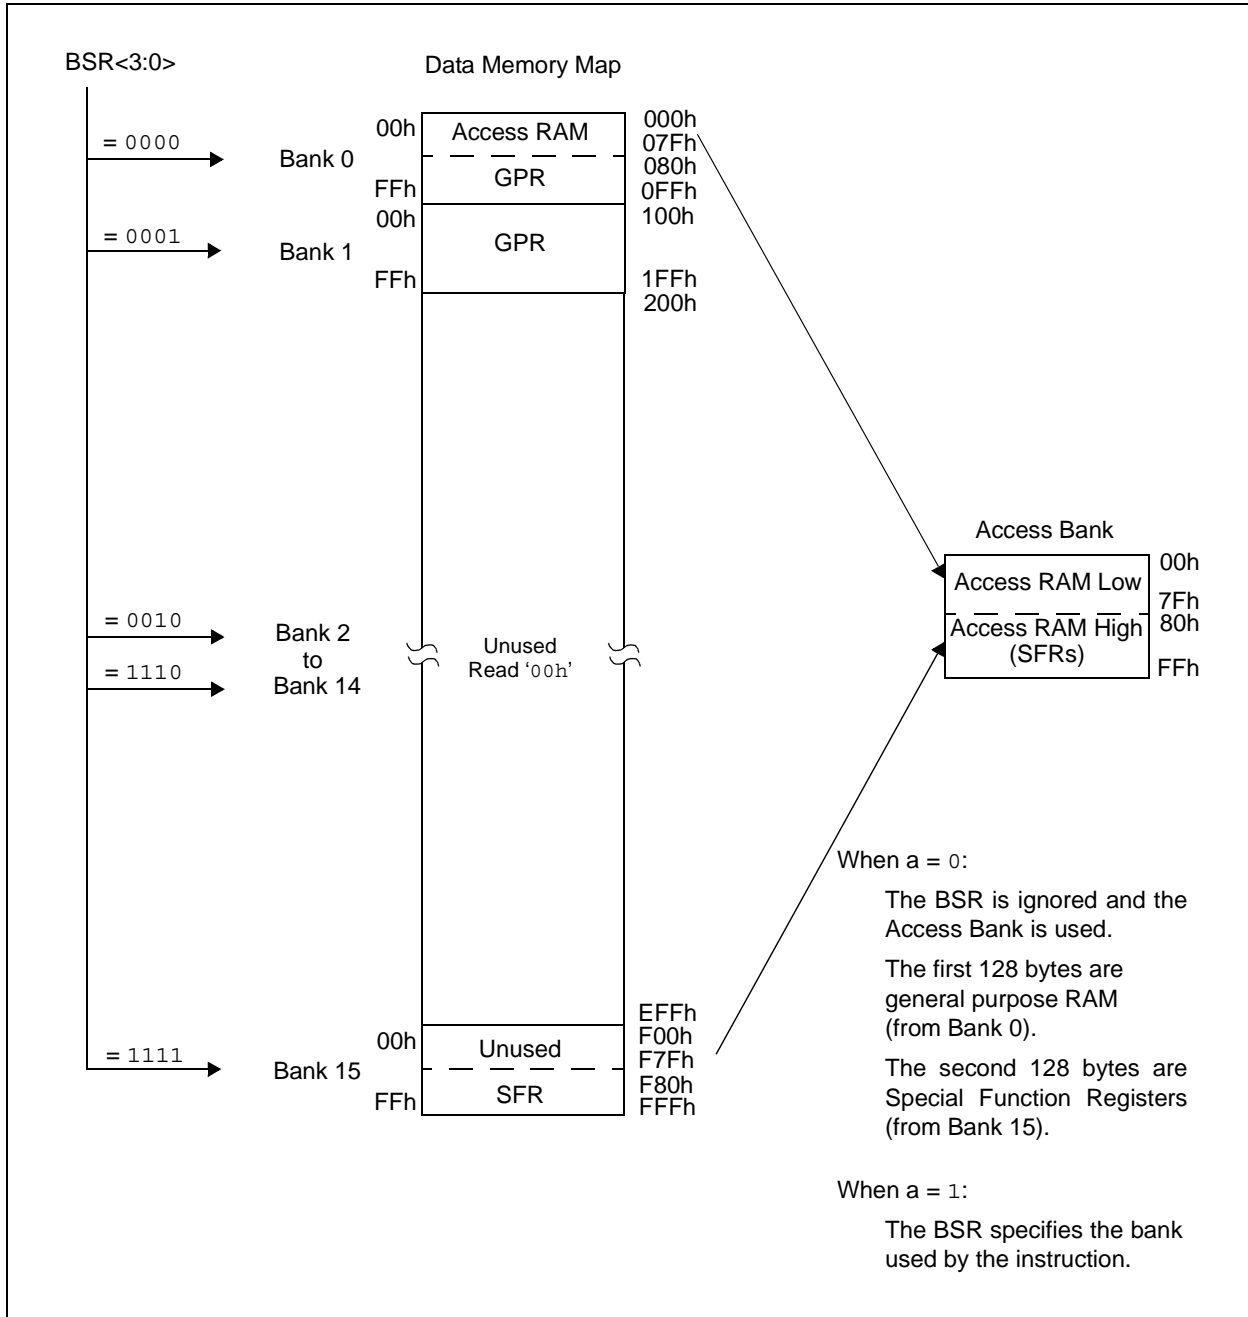 BSR<3:0>
Data Memory Map
= 0000
Bank 0
00h
Access RAM
000h
07Fh
080h
FFh
GPR
0FFh
= 0001
Bank 1
00h
GPR
100h
FFh
1FFh
200h
Access Bank
00h
Access RAM Low
7Fh
80h
Access RAM High
(SFRs)
FFh
= 0010
Bank 2
to
= 1110
Bank 14
Unused
Read ‘00h’
EFFh
= 1111
Bank 15
00h
Unused
F00h
F7Fh
F80h
FFh
SFR
FFFh
When a = 0:
The BSR is ignored and the
Access Bank is used.
The first 128 bytes are
general purpose RAM
(from Bank 0).
The second 128 bytes are
Special Function Registers
(from Bank 15).
When a = 1:
The BSR specifies the bank
used by the instruction.